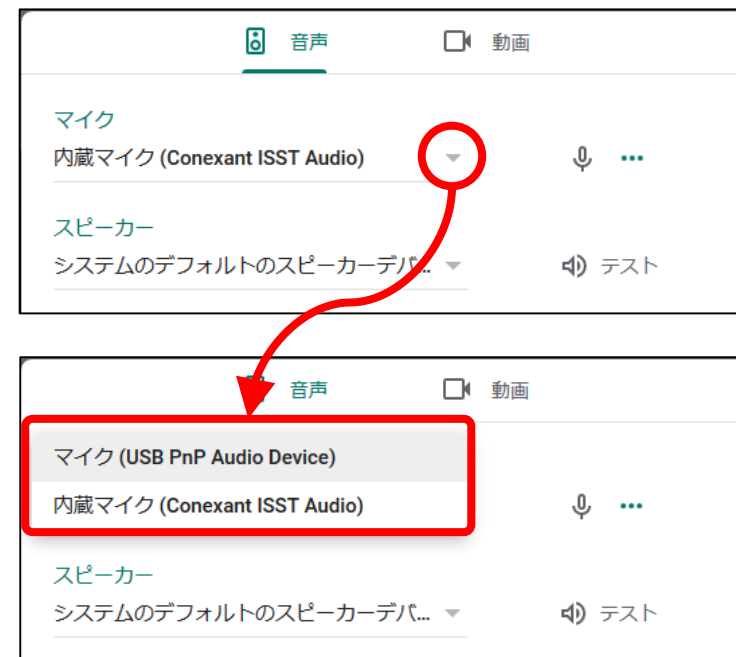 音声 動画
マイク
内蔵マイク (Conexant ISST Audio)
スピーカー
システムのデフォルトのスピーカーデバ...
テスト
音声 動画
マイク (USB PnP Audio Device)
内蔵マイク (Conexant ISST Audio)
スピーカー
システムのデフォルトのスピーカーデバ...
テスト